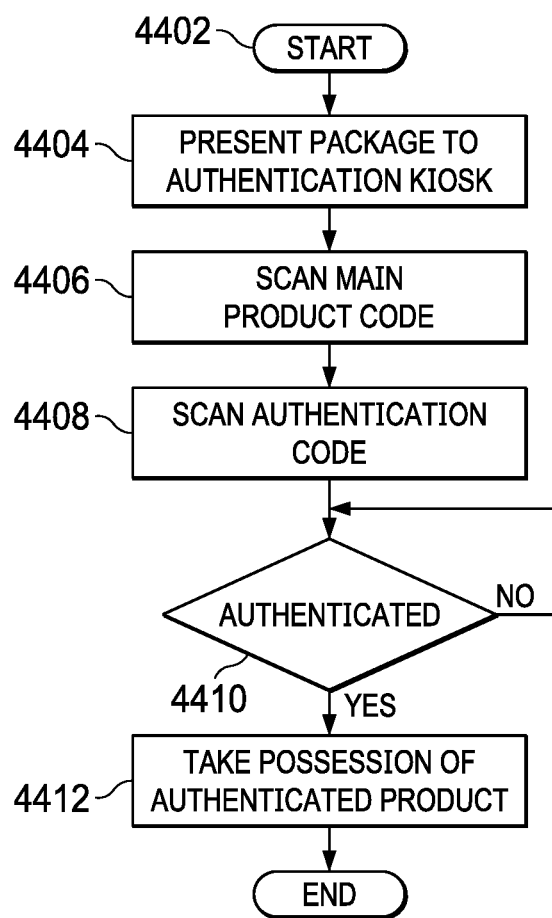 4402
START
4404
PRESENT PACKAGE TO
AUTHENTICATION KIOSK
4406
SCAN MAIN
PRODUCT CODE
4408
SCAN AUTHENTICATION
CODE
AUTHENTICATED
NO
4410
YES
4412
TAKE POSSESSION OF
AUTHENTICATED PRODUCT
END